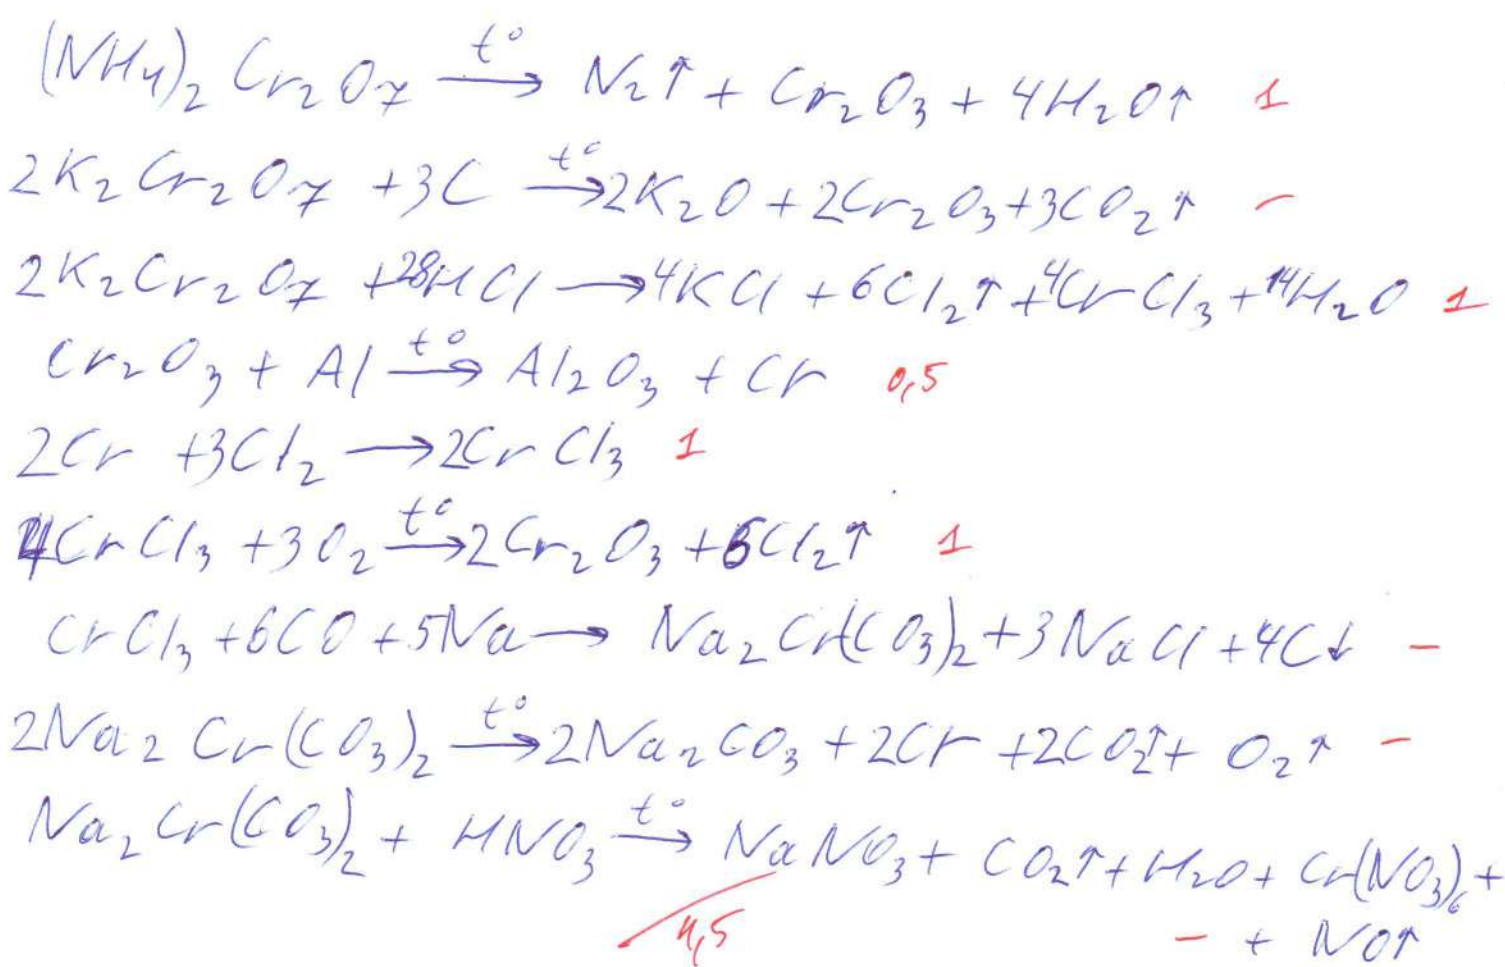 (NH4)2 Cr2O7 —t°→ N2↑ + Cr2O3 + 4H2O↑ 1
2K2Cr2O7 +3C —t°→ 2K2O + 2Cr2O3+3CO2↑ –
2K2Cr2O7 +28HCl → 4KCl + 6Cl2↑ +4CrCl3 +14H2O 1
Cr2O3 + Al —t°→ Al2O3 + Cr 0,5
2Cr +3Cl2 → 2CrCl3 1
4CrCl3 +3O2 —t°→ 2Cr2O3 +6Cl2↑ 1
CrCl3 +6CO +5Na → Na2Cr(CO3)2 +3NaCl +4C↓ –
2Na2Cr(CO3)2 —t°→ 2Na2CO3 +2Cr +2CO2↑ + O2↑ –
Na2Cr(CO3)2 + HNO3 —t°→ NaNO3 + CO2↑ + H2O + Cr(NO3)6 +
4,5 – + NO↑